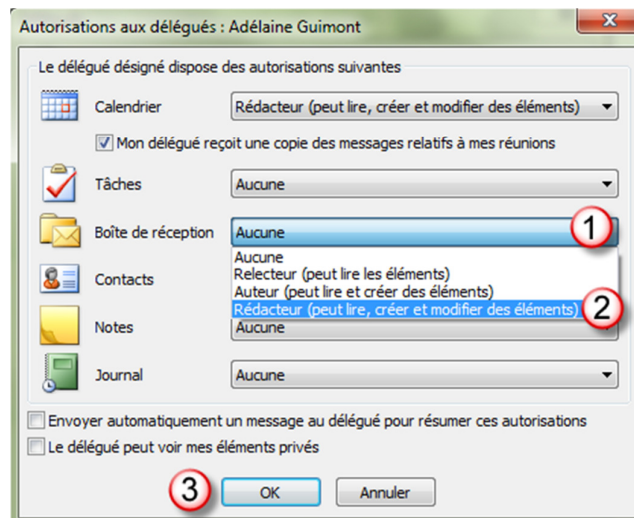 Autorisations aux délégués : Adélaine Guimont
Le délégué désigné dispose des autorisations suivantes
Calendrier Rédacteur (peut lire, créer et modifier des éléments)
Mon délégué reçoit une copie des messages relatifs à mes réunions
Tâches Aucune
Boîte de réception Aucune 1
Aucune
Relecteur (peut lire les éléments)
Contacts
Auteur (peut lire et créer des éléments)
Rédacteur (peut lire, créer et modifier des éléments) 2
Notes Aucune
Journal Aucune
Envoyer automatiquement un message au délégué pour résumer ces autorisations
Le délégué peut voir mes éléments privés
3 OK Annuler